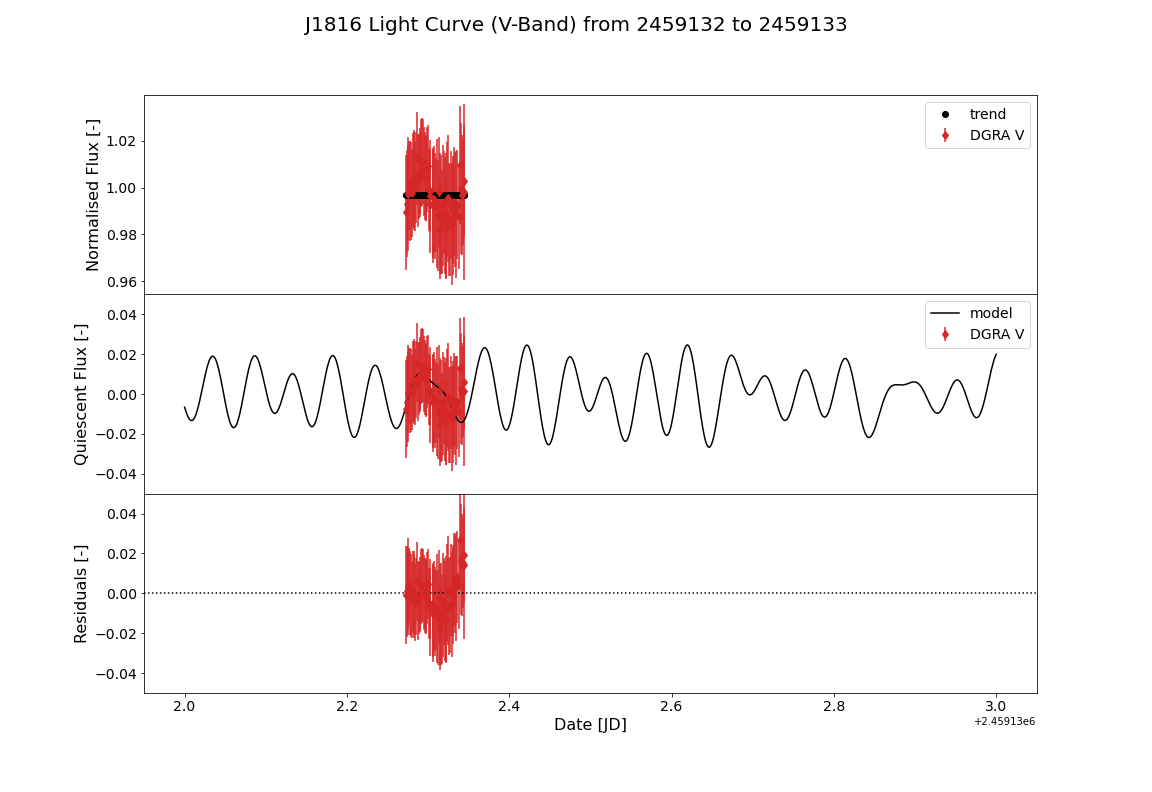 J1816 Light Curve (V-Band) from 2459132 to 2459133
Normalised Flux [-]
1.02
1.00
0.98
0.96
trend
DGRA V
Quiescent Flux [-]
0.04
0.02
0.00
−0.02
−0.04
model
DGRA V
Residuals [-]
0.04
0.02
0.00
−0.02
−0.04
2.0 2.2 2.4 2.6 2.8 3.0
+2.45913e6
Date [JD]